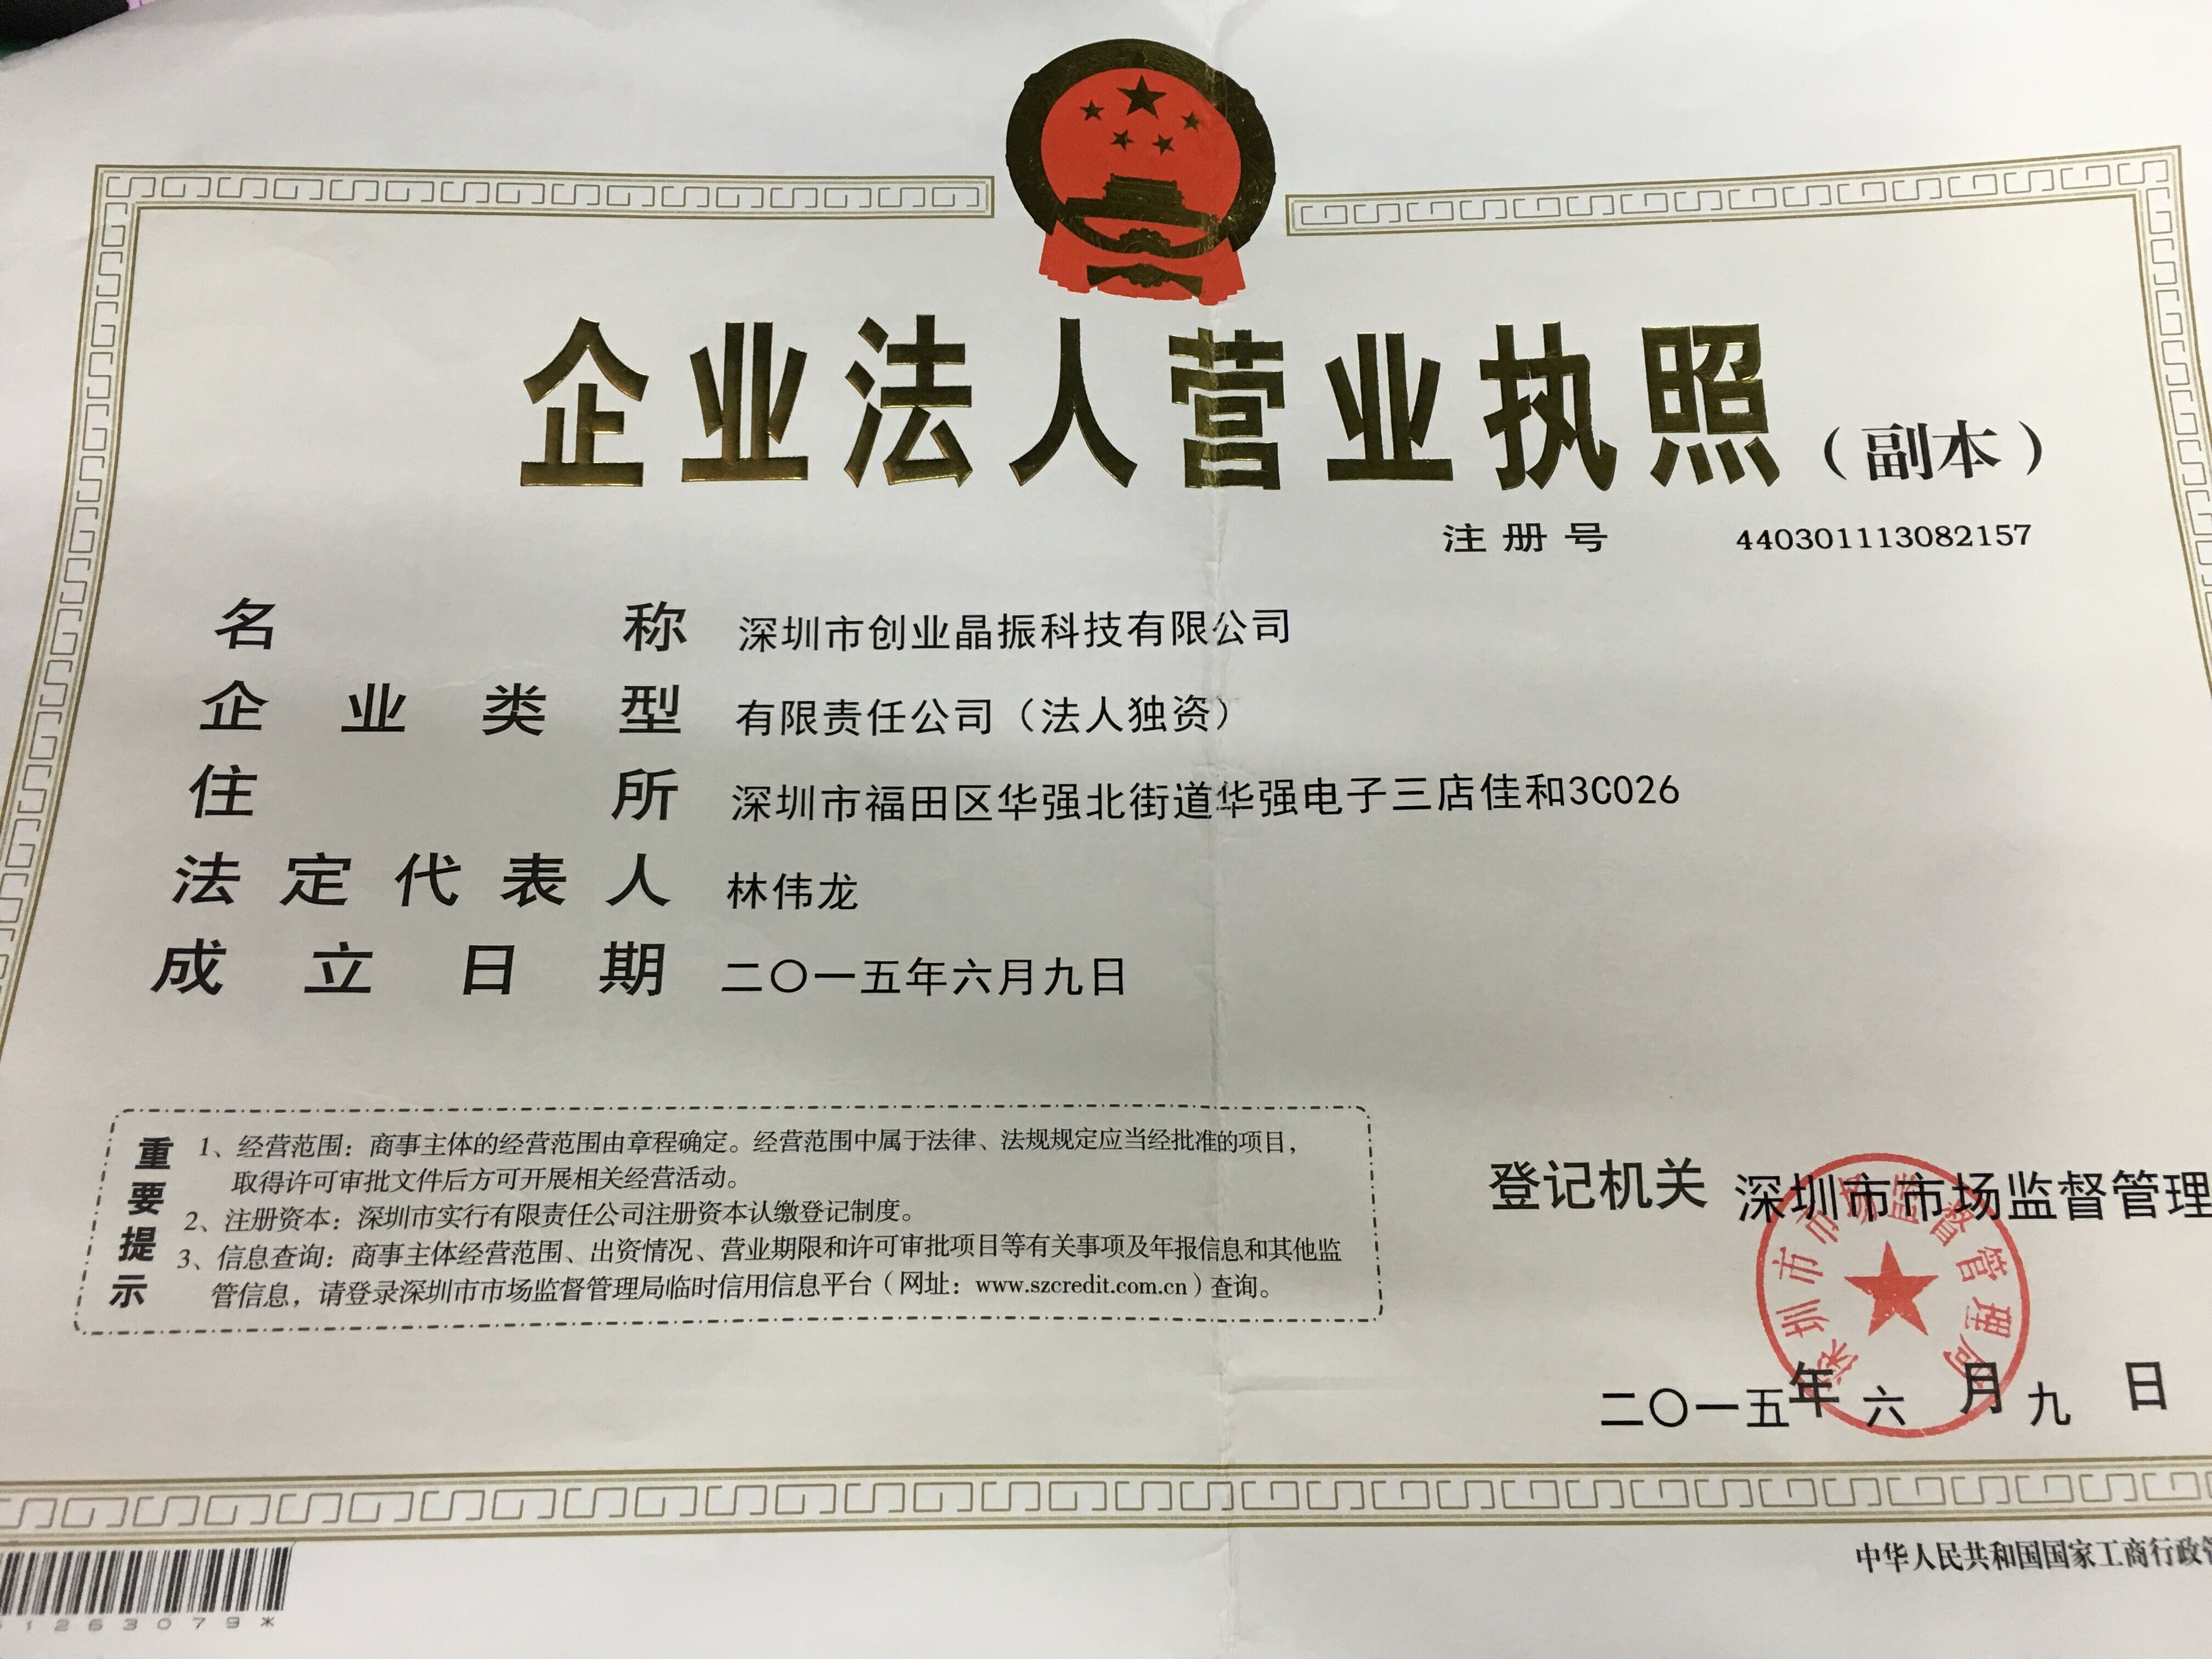 企业法人营业执照（副本）
注册号 440301113082157
名称 深圳市创业晶振科技有限公司
企业类型 有限责任公司（法人独资）
住所 深圳市福田区华强北街道华强电子三店佳和3C026
法定代表人 林伟龙
成立日期 二〇一五年六月九日
重要提示
1、经营范围：商事主体的经营范围由章程确定。经营范围中属于法律、法规规定应当经批准的项目，
取得许可审批文件后方可开展相关经营活动。
2、注册资本：深圳市实行有限责任公司注册资本认缴登记制度。
3、信息查询：商事主体经营范围、出资情况、营业期限和许可审批项目等有关事项及年报信息和其他监
管信息，请登录深圳市市场监督管理局临时信用信息平台（网址：www.szcredit.com.cn）查询。
登记机关 深圳市市场监督管理
深圳市市场监督管理局
二〇一五年六月九日
中华人民共和国国家工商行政管
1263079*